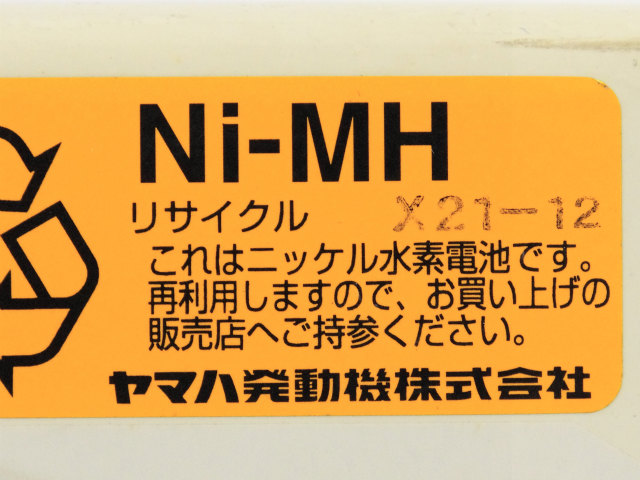 Ni-MH
リサイクル X21-12
これはニッケル水素電池です。
再利用しますので、お買い上げの
販売店へご持参ください。
ヤマハ発動機株式会社